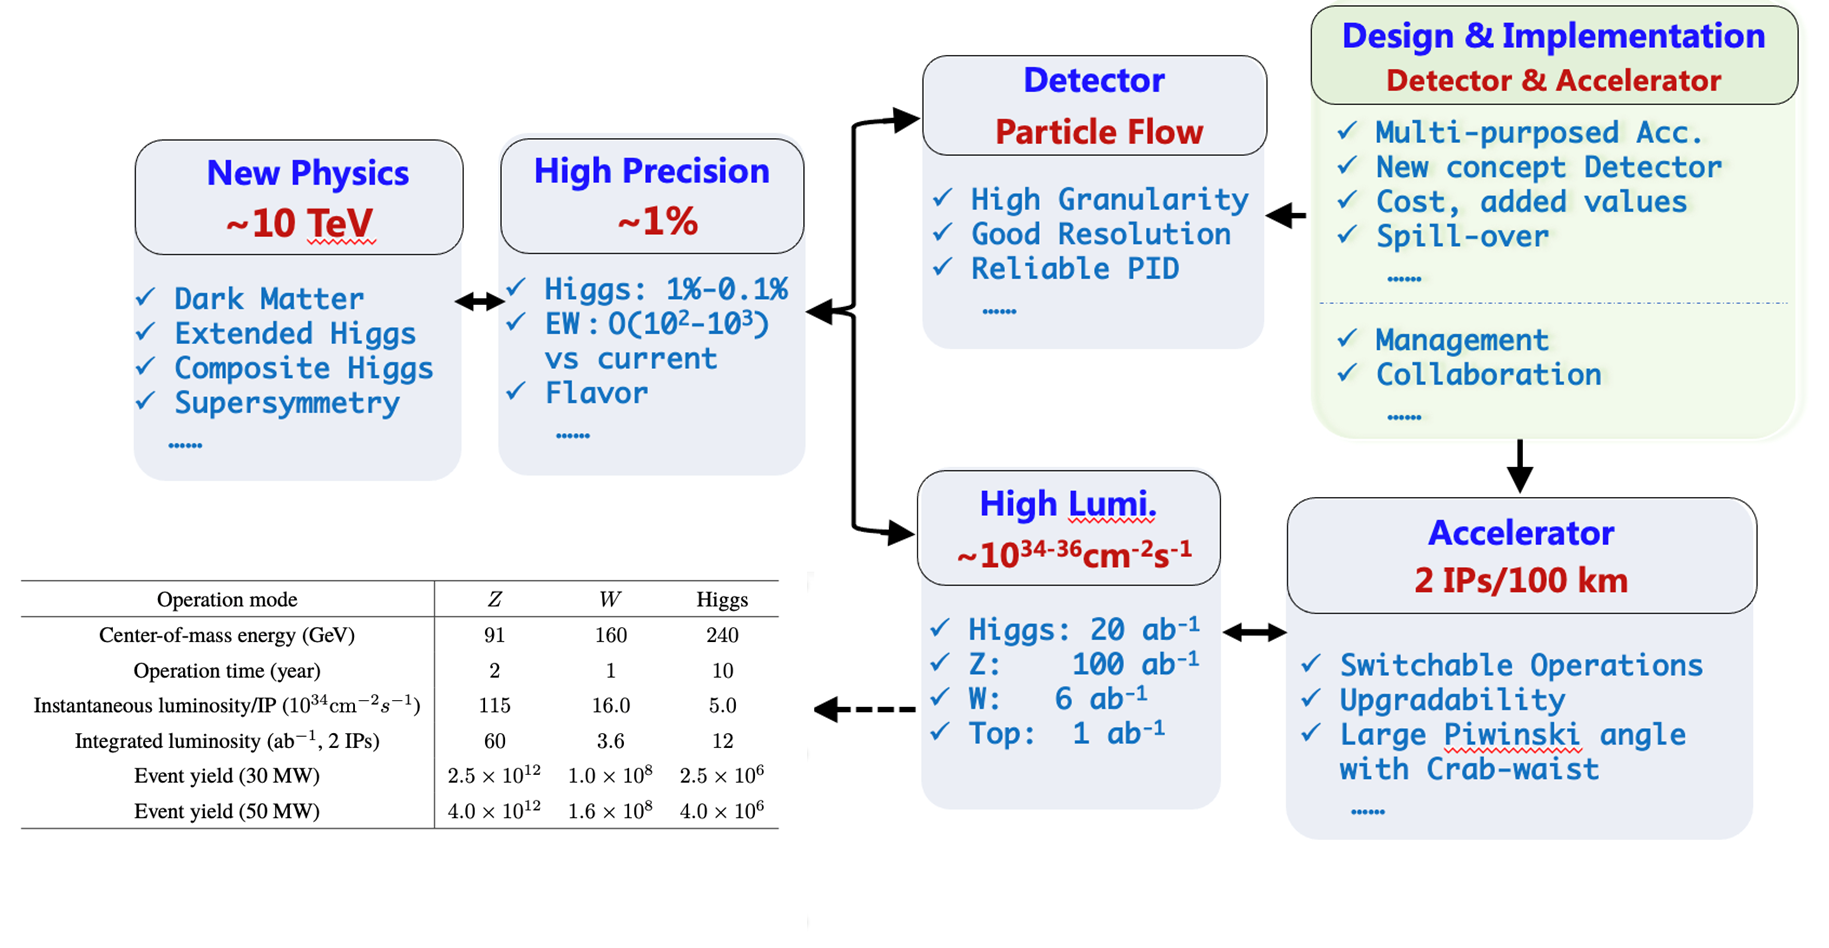 New Physics
~10 TeV
✓ Dark Matter
✓ Extended Higgs
✓ Composite Higgs
✓ Supersymmetry
……
High Precision
~1%
✓ Higgs: 1%-0.1%
✓ EW:O(10²-10³)
vs current
✓ Flavor
……
Detector
Particle Flow
✓ High Granularity
✓ Good Resolution
✓ Reliable PID
……
Design & Implementation
Detector & Accelerator
✓ Multi-purposed Acc.
✓ New concept Detector
✓ Cost, added values
✓ Spill-over
……
✓ Management
✓ Collaboration
……
High Lumi.
~10³⁴⁻³⁶cm⁻²s⁻¹
✓ Higgs: 20 ab⁻¹
✓ Z: 100 ab⁻¹
✓ W: 6 ab⁻¹
✓ Top: 1 ab⁻¹
Accelerator
2 IPs/100 km
✓ Switchable Operations
✓ Upgradability
✓ Large Piwinski angle
with Crab-waist
……
Operation mode Z W Higgs
Center-of-mass energy (GeV) 91 160 240
Operation time (year) 2 1 10
Instantaneous luminosity/IP (10³⁴cm⁻²s⁻¹) 115 16.0 5.0
Integrated luminosity (ab⁻¹, 2 IPs) 60 3.6 12
Event yield (30 MW) 2.5 × 10¹² 1.0 × 10⁸ 2.5 × 10⁶
Event yield (50 MW) 4.0 × 10¹² 1.6 × 10⁸ 4.0 × 10⁶